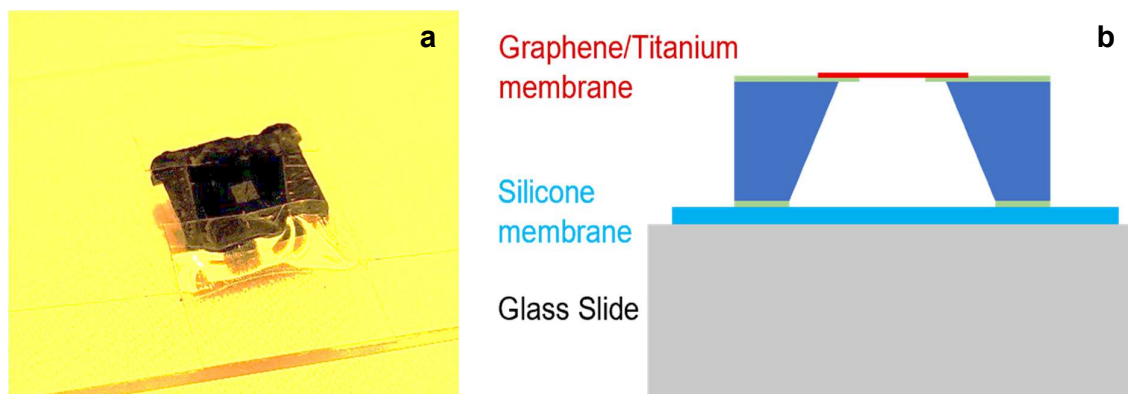 a
Graphene/Titanium
membrane
b
Silicone
membrane
Glass Slide